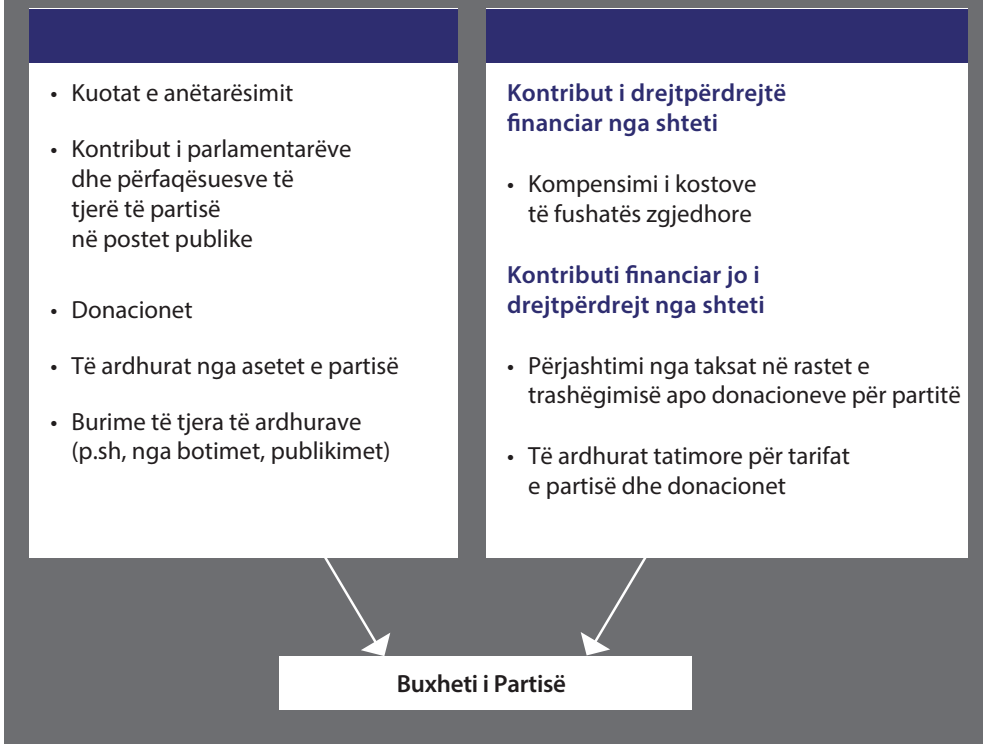 • Kuotat e anëtarësimit
• Kontribut i parlamentarëve
dhe përfaqësuesve të
tjerë të partisë
në postet publike
• Donacionet
• Të ardhurat nga asetet e partisë
• Burime të tjera të ardhurave
(p.sh, nga botimet, publikimet)
Kontribut i drejtpërdrejtë
financiar nga shteti
• Kompensimi i kostove
të fushatës zgjedhore
Kontributi financiar jo i
drejtpërdrejt nga shteti
• Përjashtimi nga taksat në rastet e
trashëgimisë apo donacioneve për partitë
• Të ardhurat tatimore për tarifat
e partisë dhe donacionet
Buxheti i Partisë